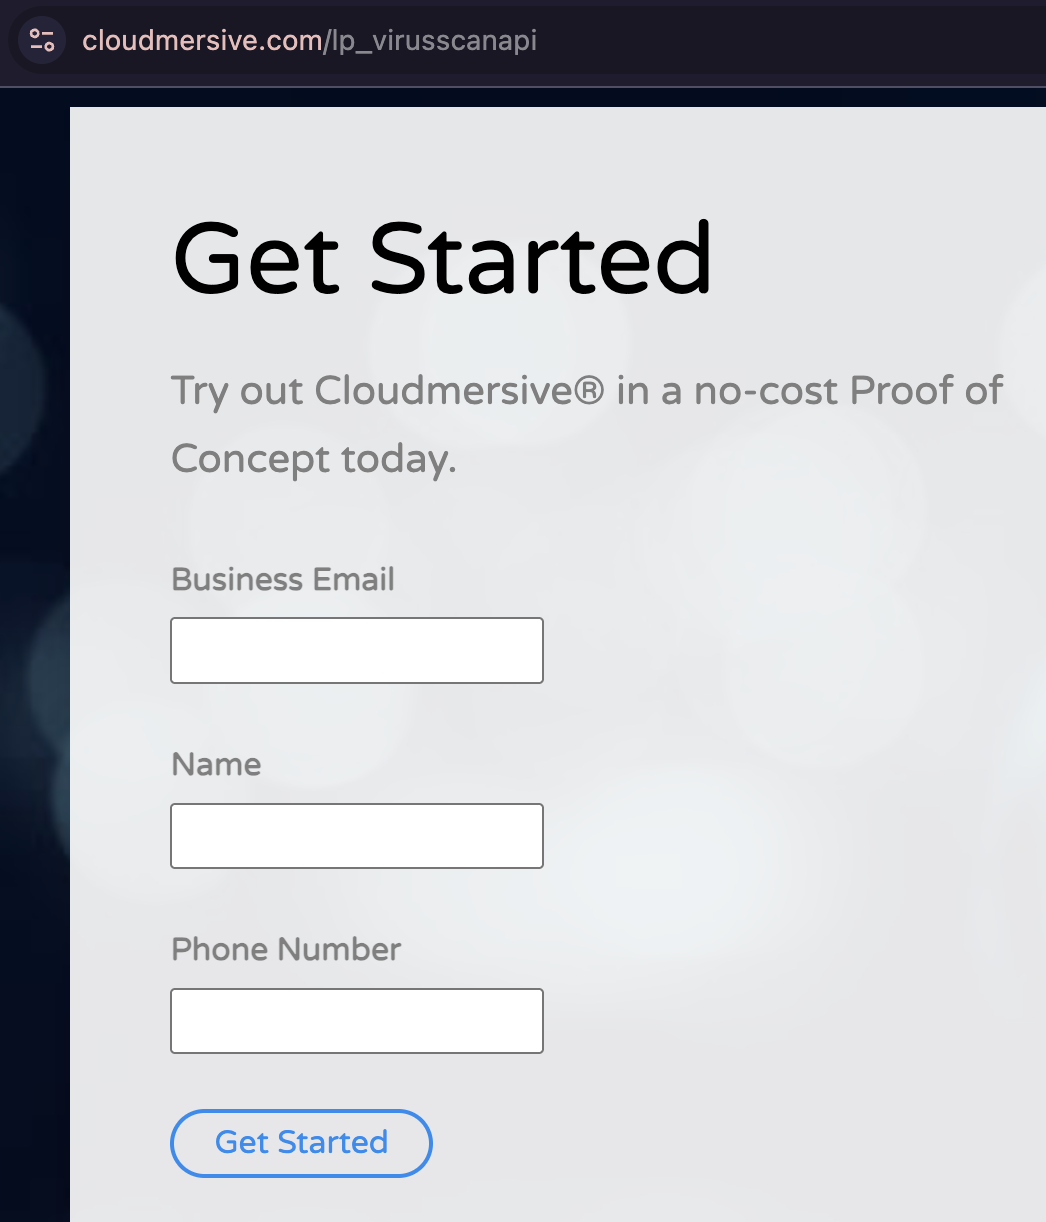 cloudmersive.com/lp_virusscanapi
Get Started
Try out Cloudmersive® in a no-cost Proof of
Concept today.
Business Email
Name
Phone Number
Get Started